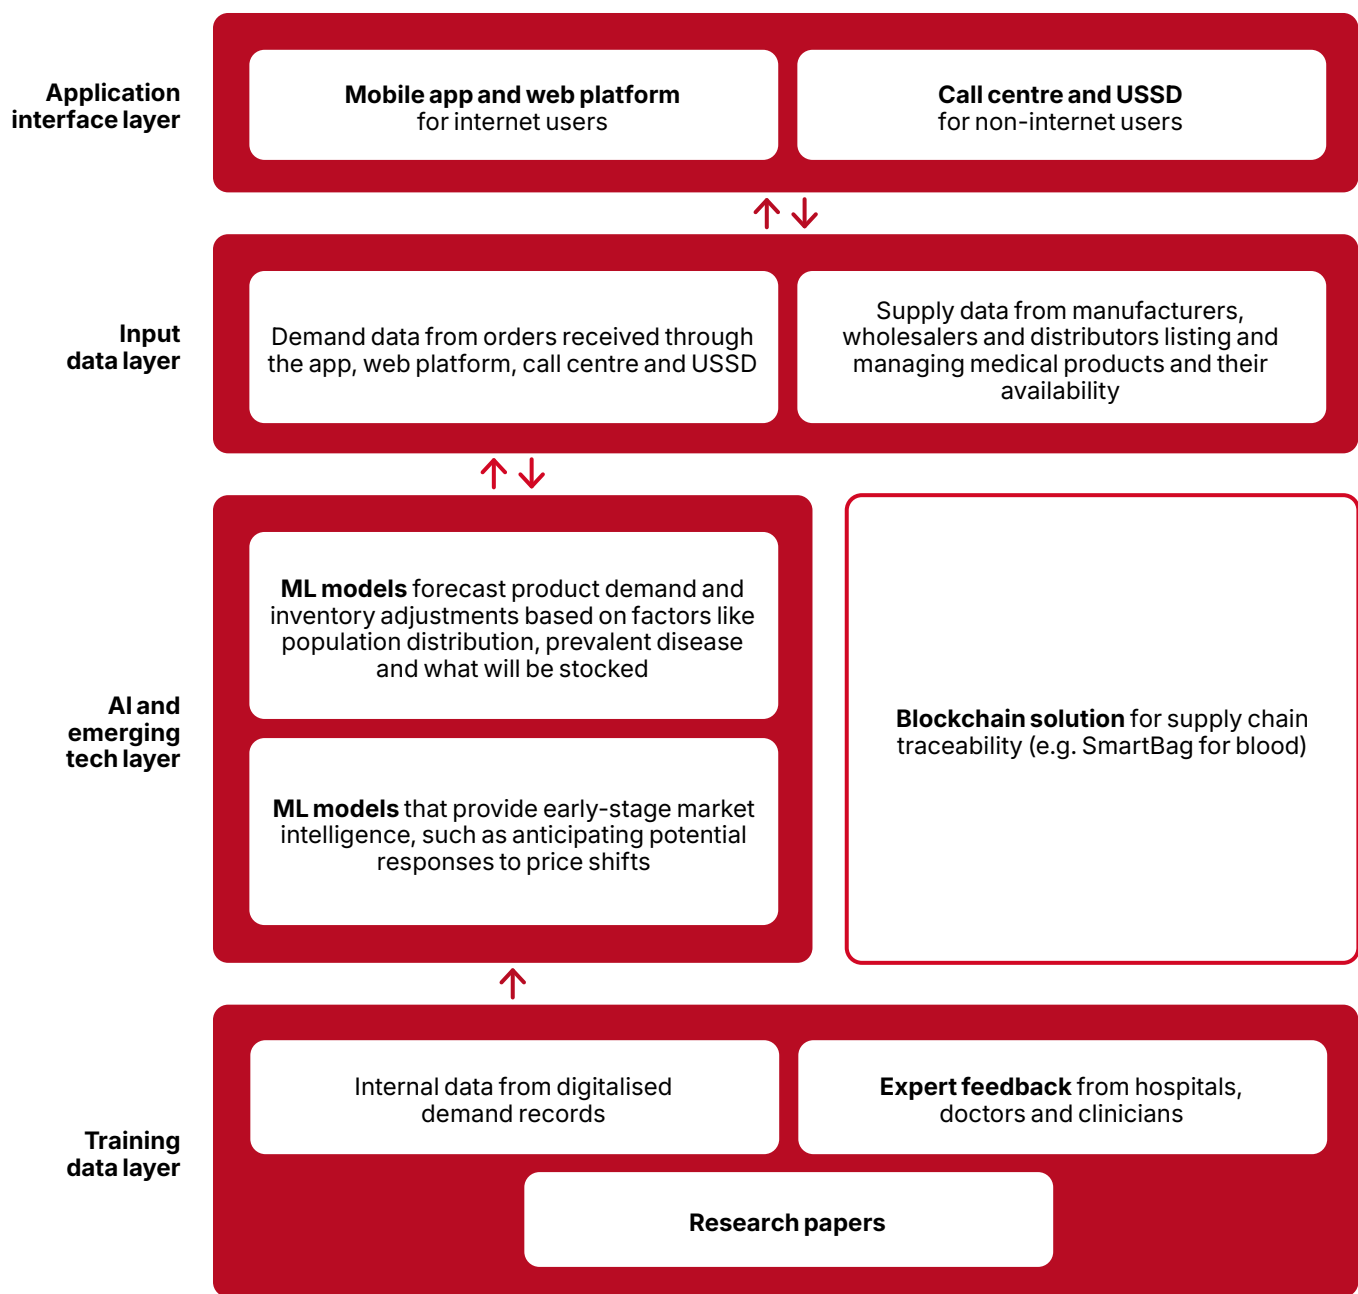 Application
interface layer
Mobile app and web platform
for internet users
Call centre and USSD
for non-internet users
Input
data layer
Demand data from orders received through
the app, web platform, call centre and USSD
Supply data from manufacturers,
wholesalers and distributors listing and
managing medical products and their
availability
AI and
emerging
tech layer
ML models forecast product demand and
inventory adjustments based on factors like
population distribution, prevalent disease
and what will be stocked
ML models that provide early-stage market
intelligence, such as anticipating potential
responses to price shifts
Blockchain solution for supply chain
traceability (e.g. SmartBag for blood)
Training
data layer
Internal data from digitalised
demand records
Expert feedback from hospitals,
doctors and clinicians
Research papers